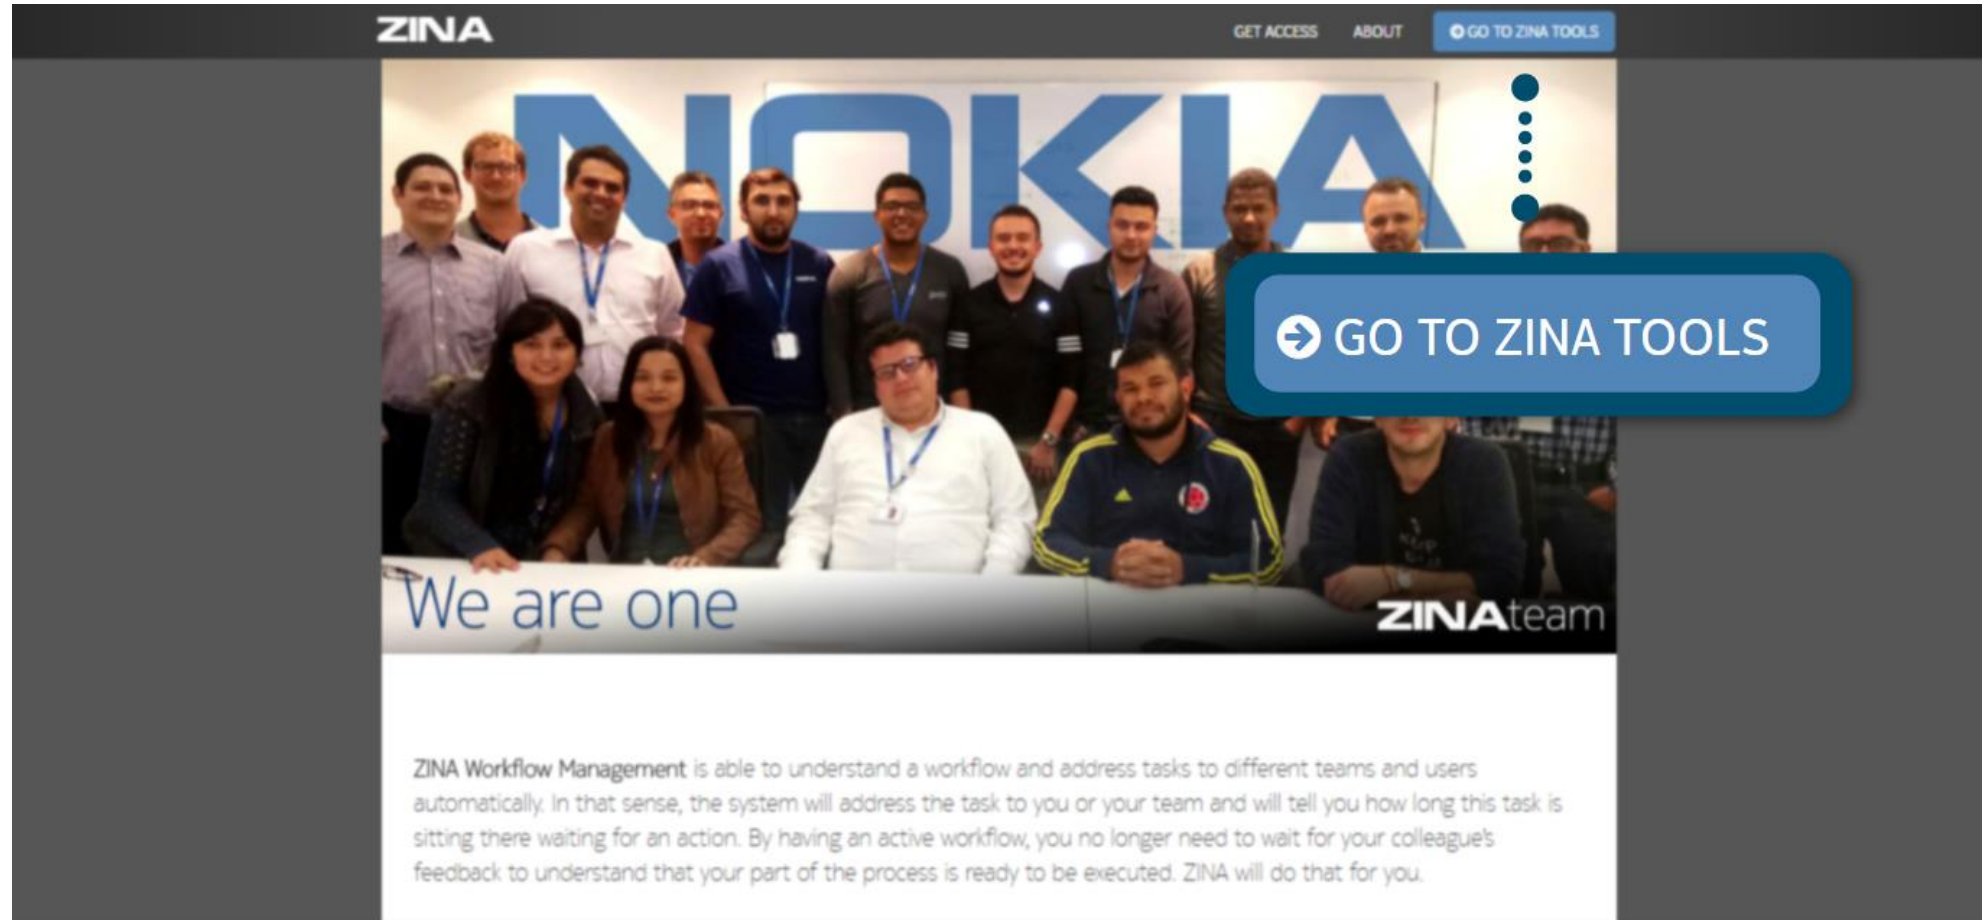 ZINA
GET ACCESS
ABOUT
GO TO ZINA TOOLS
NOKIA
GO TO ZINA TOOLS
We are one
ZINAteam
ZINA Workflow Management is able to understand a workflow and address tasks to different teams and users
automatically. In that sense, the system will address the task to you or your team and will tell you how long this task is
sitting there waiting for an action. By having an active workflow, you no longer need to wait for your colleague's
feedback to understand that your part of the process is ready to be executed. ZINA will do that for you.